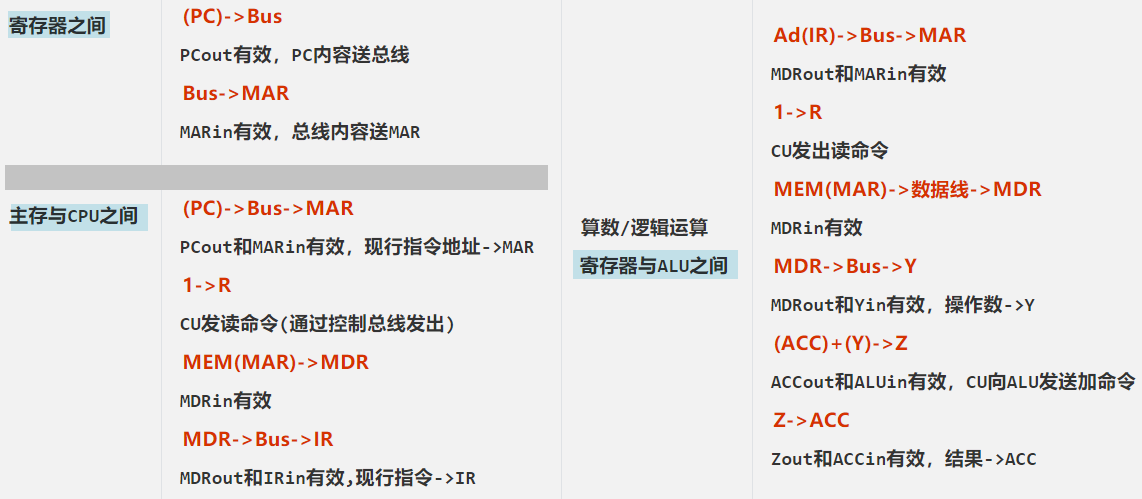 寄存器之间
(PC)->Bus
PCout有效，PC内容送总线
Bus->MAR
MARin有效，总线内容送MAR
主存与CPU之间
(PC)->Bus->MAR
PCout和MARin有效，现行指令地址->MAR
1->R
CU发读命令(通过控制总线发出)
MEM(MAR)->MDR
MDRin有效
MDR->Bus->IR
MDRout和IRin有效,现行指令->IR
算数/逻辑运算
寄存器与ALU之间
Ad(IR)->Bus->MAR
MDRout和MARin有效
1->R
CU发出读命令
MEM(MAR)->数据线->MDR
MDRin有效
MDR->Bus->Y
MDRout和Yin有效，操作数->Y
(ACC)+(Y)->Z
ACCout和ALUin有效，CU向ALU发送加命令
Z->ACC
Zout和ACCin有效，结果->ACC